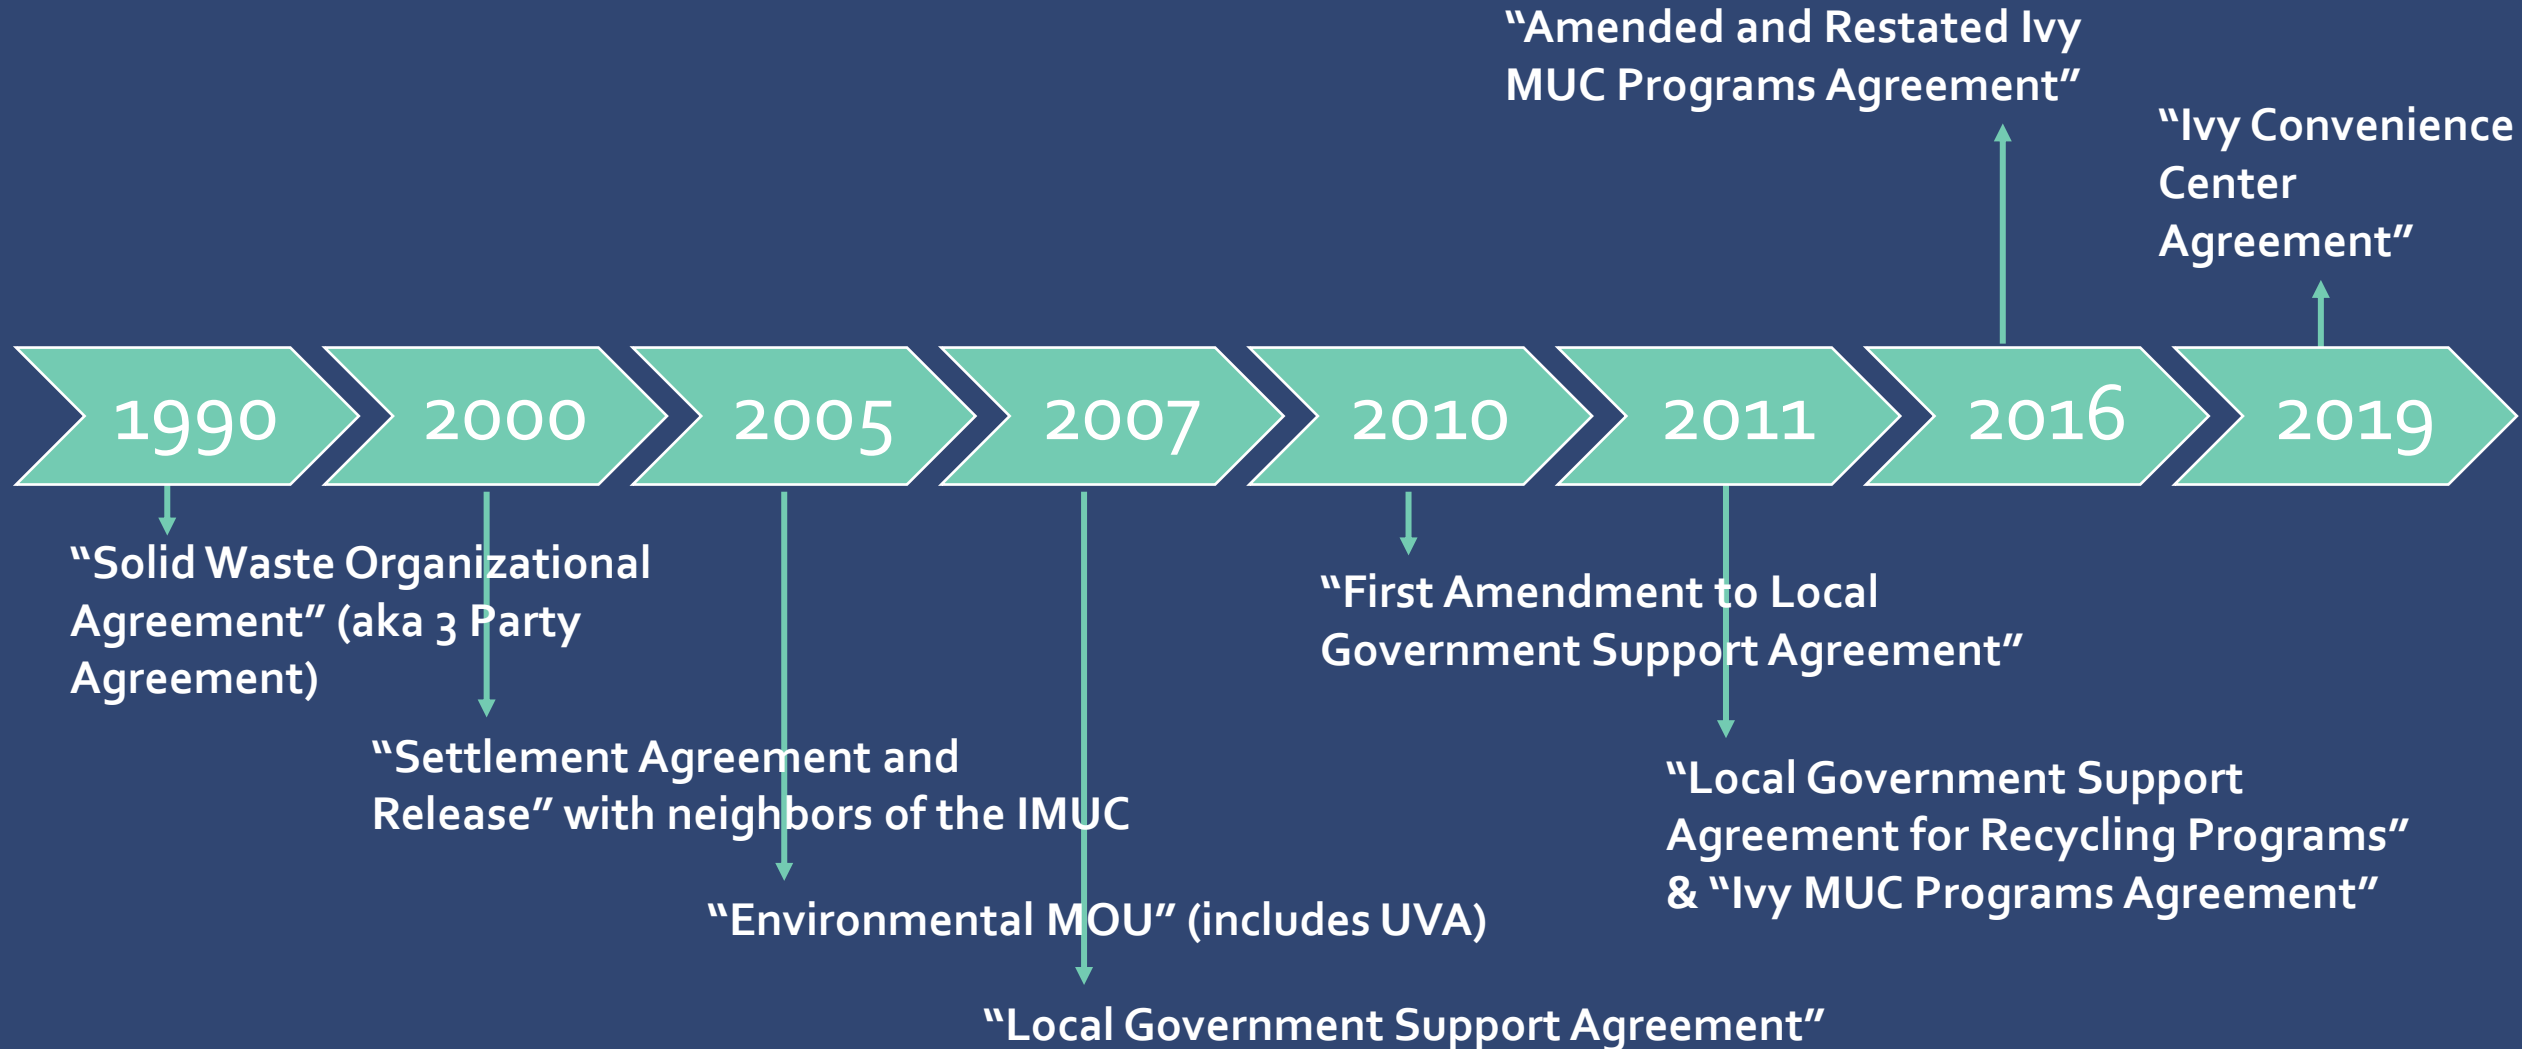 “Amended and Restated Ivy
MUC Programs Agreement”
“Ivy Convenience
Center
Agreement”
1990
2000
2005
2007
2010
2011
2016
2019
“Solid Waste Organizational
Agreement” (aka 3 Party
Agreement)
“First Amendment to Local
Government Support Agreement”
“Settlement Agreement and
Release” with neighbors of the IMUC
“Local Government Support
Agreement for Recycling Programs”
& “Ivy MUC Programs Agreement”
“Environmental MOU” (includes UVA)
“Local Government Support Agreement”